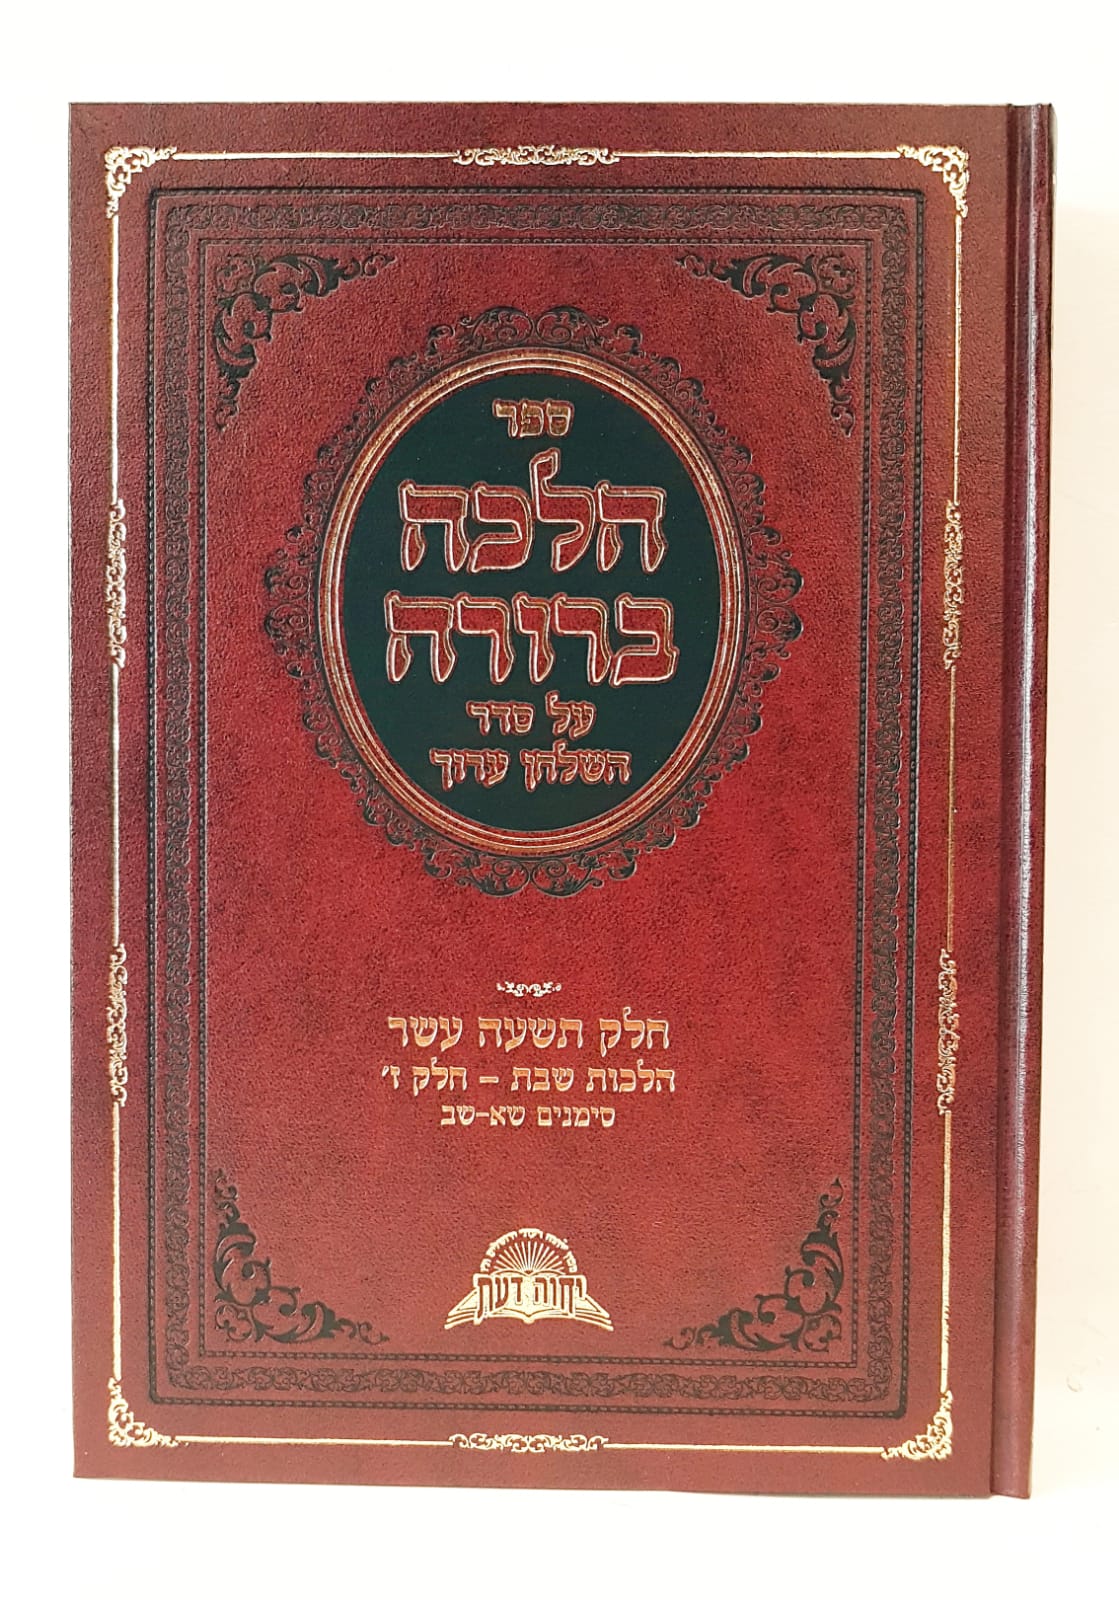 ספר
הלכה
ברורה
על סדר
השלחן ערוך
חלק תשעה עשר
הלכות שבת – חלק ז'
סימנים שא-שב
יחוה דעת